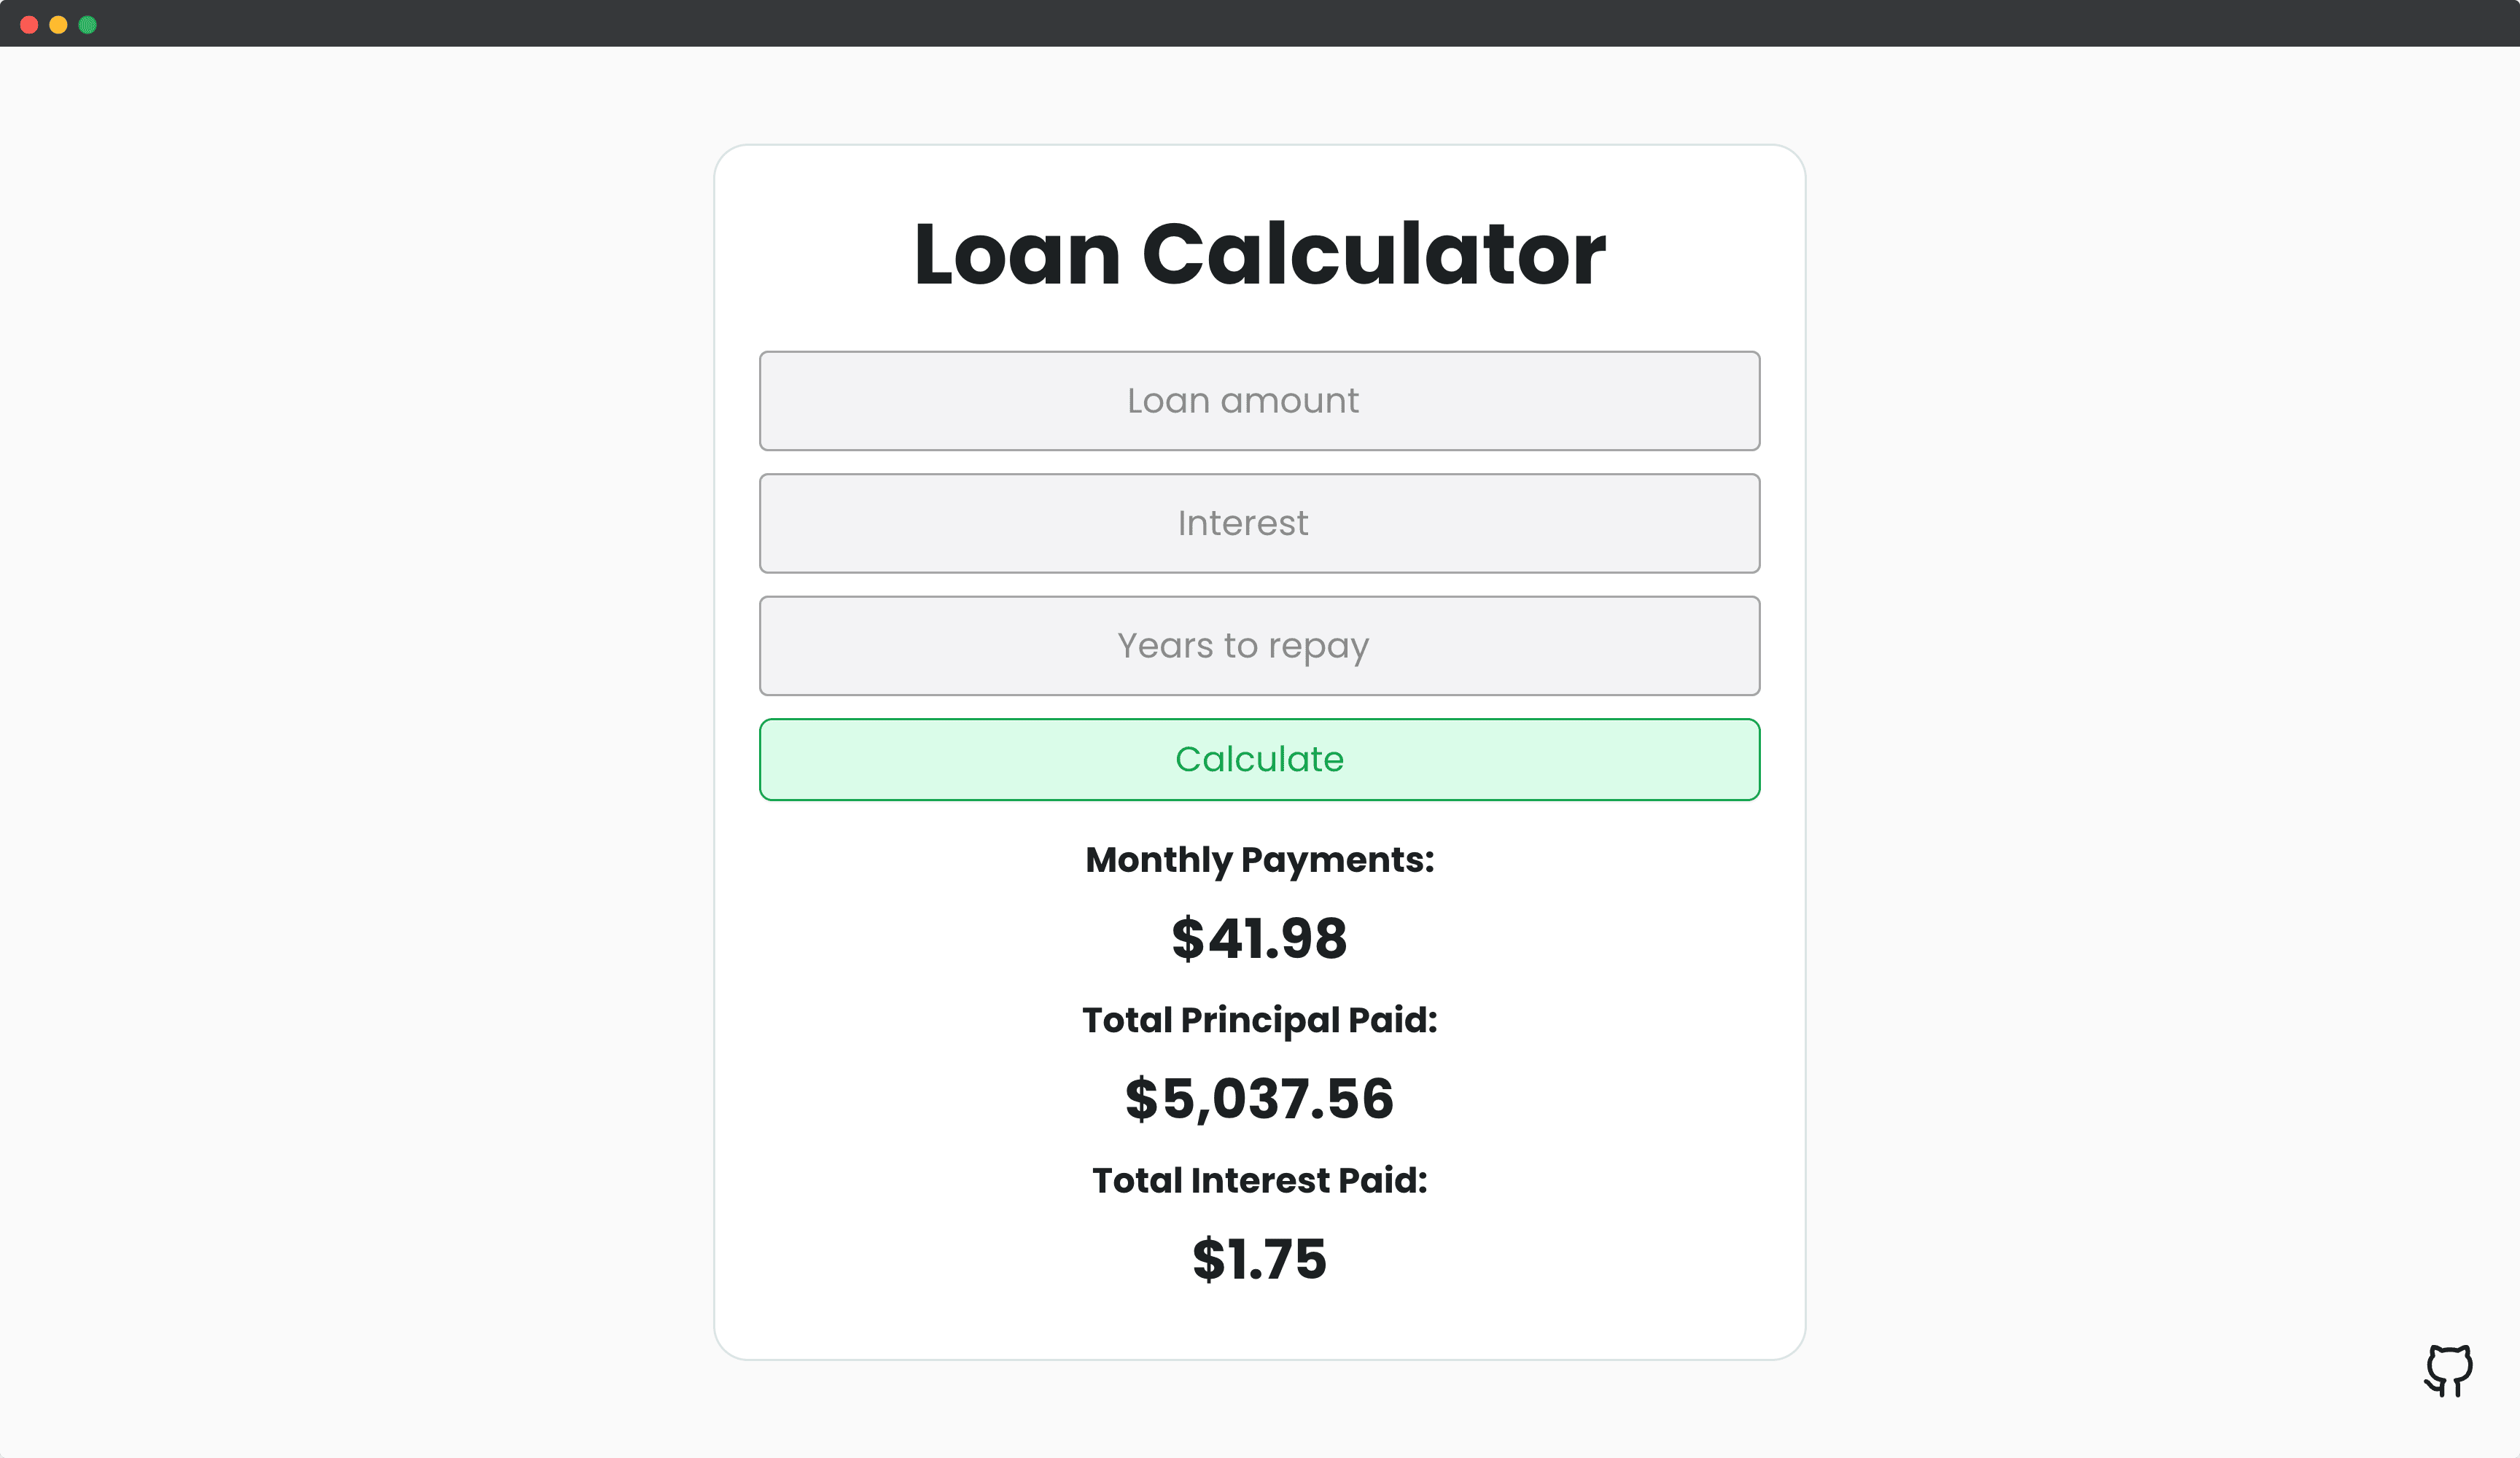 Loan Calculator
Loan amount
Interest
Years to repay
Calculate
Monthly Payments:
$41.98
Total Principal Paid:
$5,037.56
Total Interest Paid:
$1.75